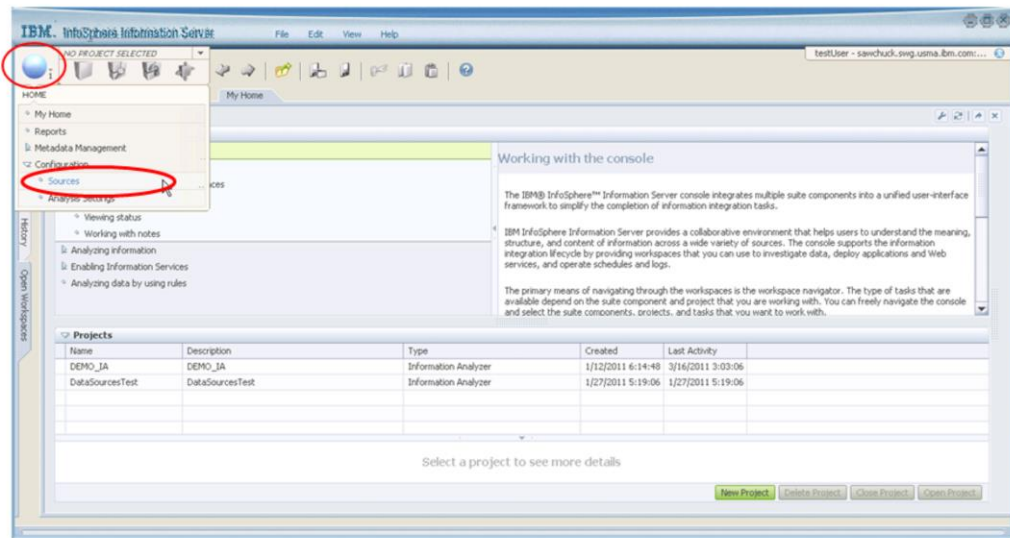 IBM. InfoSphere Information Server
File Edit View Help
NO PROJECT SELECTED
testUser - sawchuck.swg.usma.ibm.com:...
HOME
My Home
My Home
Reports
Metadata Management
Configuration
Sources
Analysis Settings
Viewing status
Working with notes
Analyzing information
Enabling Information Services
Analyzing data by using rules
History
Open Workspaces
Working with the console
The IBM® InfoSphere™ Information Server console integrates multiple suite components into a unified user-interface
framework to simplify the completion of information integration tasks.
IBM InfoSphere Information Server provides a collaborative environment that helps users to understand the meaning,
structure, and content of information across a wide variety of sources. The console supports the information
integration lifecycle by providing workspaces that you can use to investigate data, deploy applications and Web
services, and operate schedules and logs.
The primary means of navigating through the workspaces is the workspace navigator. The type of tasks that are
available depend on the suite component and project that you are working with. You can freely navigate the console
and select the suite components, projects, and tasks that you want to work with.
Projects
Name Description Type Created Last Activity
DEMO_IA DEMO_IA Information Analyzer 1/12/2011 6:14:48 3/16/2011 3:03:06
DataSourcesTest DataSourcesTest Information Analyzer 1/27/2011 5:19:06 1/27/2011 5:19:06
Select a project to see more details
New Project Delete Project Close Project Open Project